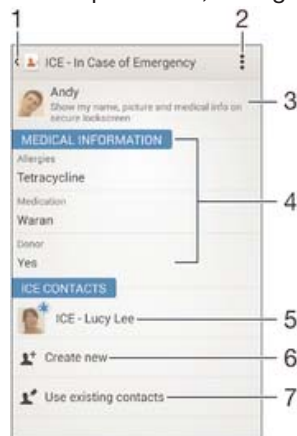 1
2
ICE - In Case of Emergency
Andy
Show my name, picture and medical info on
secure lockscreen
3
MEDICAL INFORMATION
Allergies
Tetracycline
Medication
Waran
4
Donor
Yes
ICE CONTACTS
ICE - Lucy Lee
5
Create new
6
Use existing contacts
7